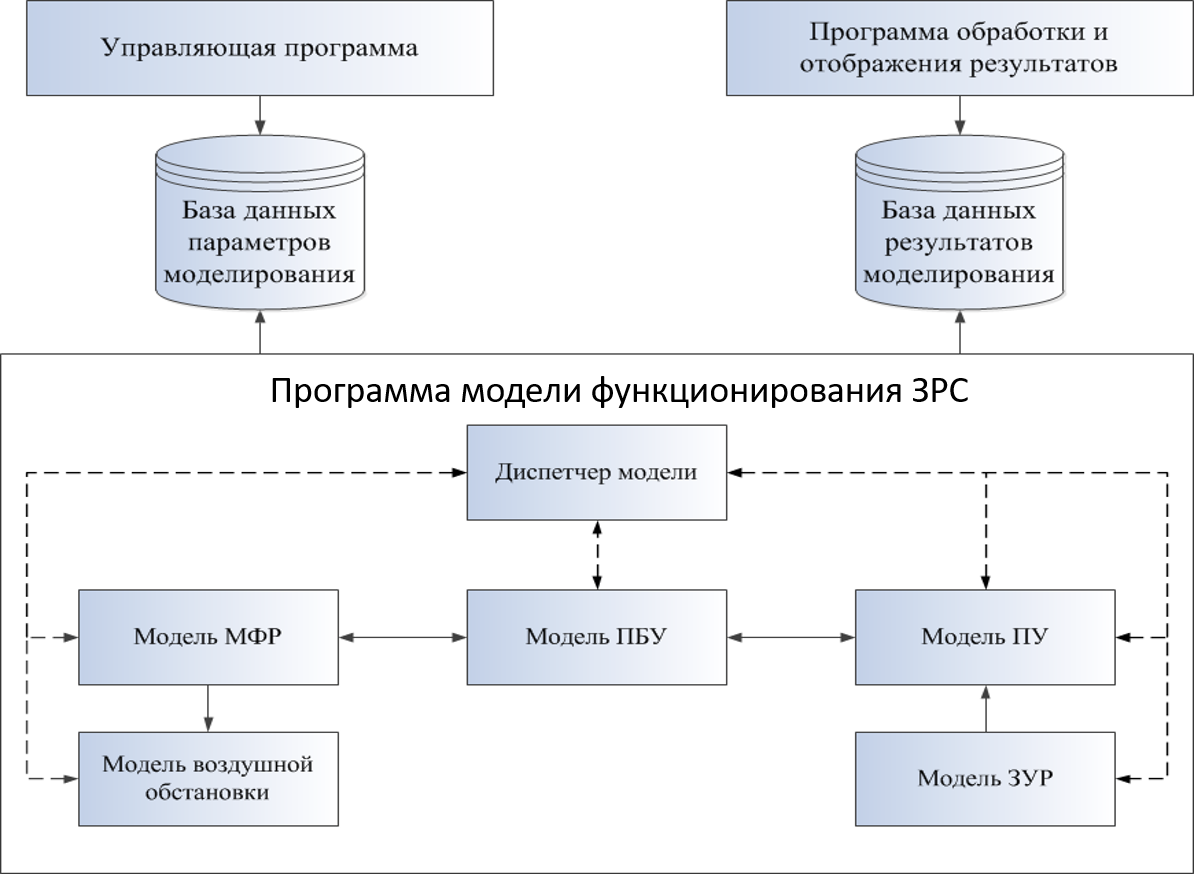 Управляющая программа
Программа обработки и
отображения результатов
База данных
параметров
моделирования
База данных
результатов
моделирования
Программа модели функционирования ЗРС
Диспетчер модели
Модель МФР
Модель ПБУ
Модель ПУ
Модель воздушной
обстановки
Модель ЗУР